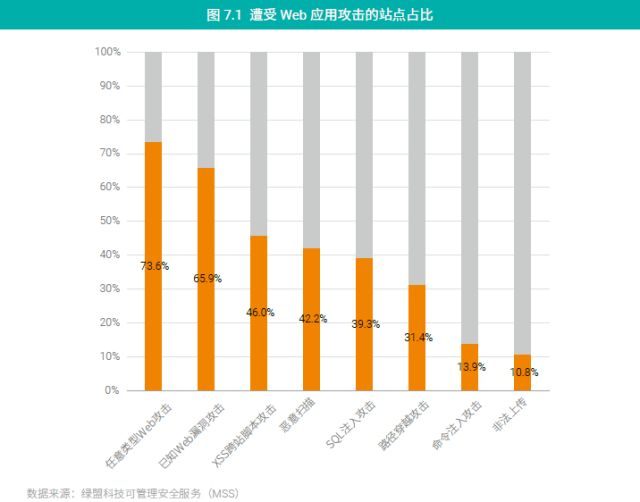 图 7.1 遭受 Web 应用攻击的站点占比
100%
90%
80%
70%
60%
50%
40%
30%
20%
10%
0%
73.6%
65.9%
46.0%
42.2%
39.3%
31.4%
13.9%
10.8%
任意类型Web攻击
已知Web漏洞攻击
XSS跨站脚本攻击
恶意扫描
SQL注入攻击
路径穿越攻击
命令注入攻击
非法上传
数据来源：绿盟科技可管理安全服务（MSS）